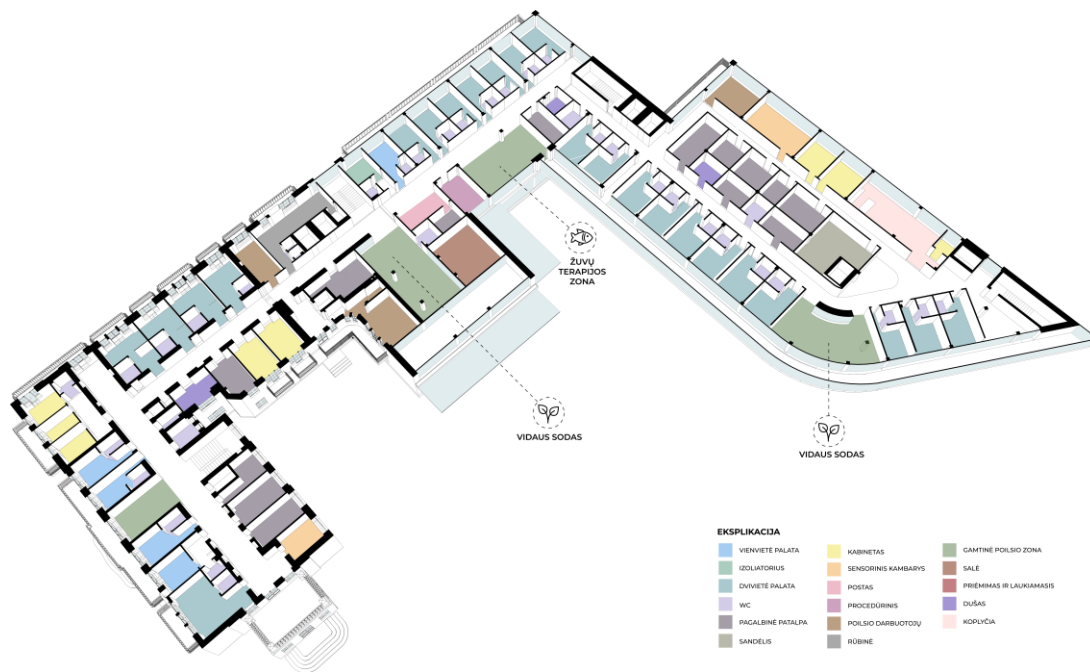 ŽUVŲ
TERAPIJOS
ZONA
VIDAUS SODAS
VIDAUS SODAS
EKSPLIKACIJA
VIENVIETĖ PALATA
IZOLIATORIUS
DVIVIETĖ PALATA
WC
PAGALBINĖ PATALPA
SANDĖLIS
KABINETAS
SENSORINIS KAMBARYS
POSTAS
PROCEDŪRINIS
POILSIO DARBUOTOJŲ
RŪBINĖ
GAMTINĖ POILSIO ZONA
SALĖ
PRIĖMIMAS IR LAUKIAMASIS
DUŠAS
KOPLYČIA